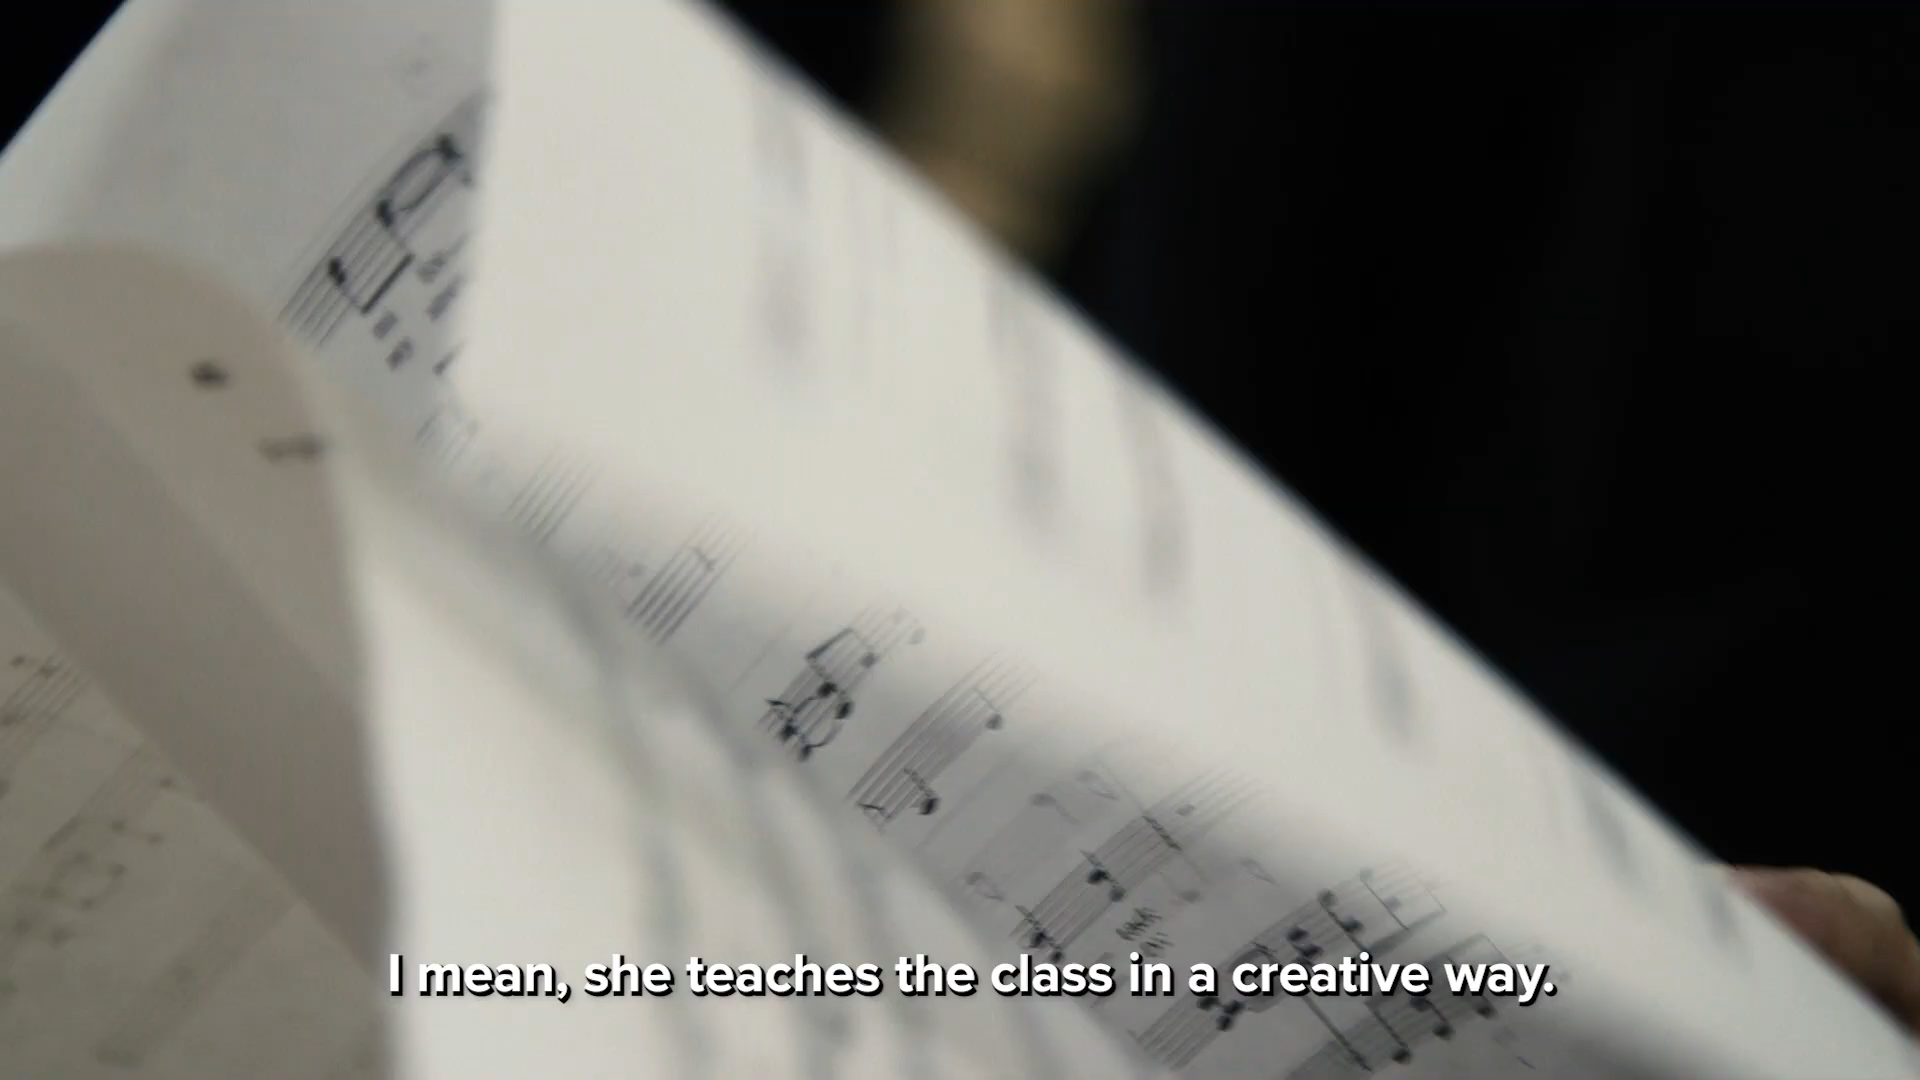 I mean, she teaches the class in a creative way.